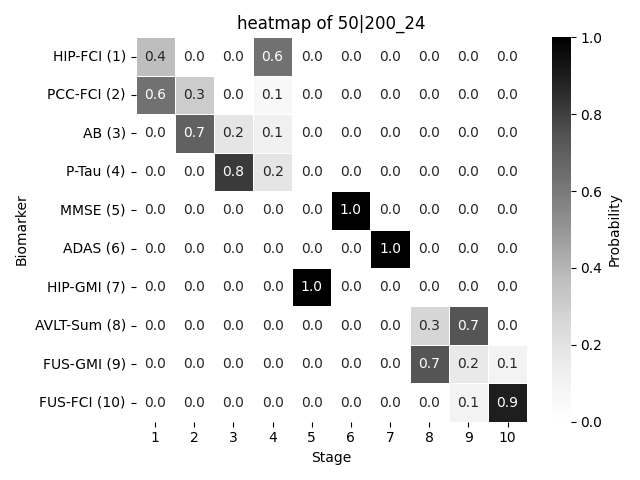 heatmap of 50|200_24
HIP-FCI (1) 0.4 0.0 0.0 0.6 0.0 0.0 0.0 0.0 0.0 0.0
PCC-FCI (2) 0.6 0.3 0.0 0.1 0.0 0.0 0.0 0.0 0.0 0.0
AB (3) 0.0 0.7 0.2 0.1 0.0 0.0 0.0 0.0 0.0 0.0
P-Tau (4) 0.0 0.0 0.8 0.2 0.0 0.0 0.0 0.0 0.0 0.0
MMSE (5) 0.0 0.0 0.0 0.0 0.0 1.0 0.0 0.0 0.0 0.0
ADAS (6) 0.0 0.0 0.0 0.0 0.0 0.0 1.0 0.0 0.0 0.0
HIP-GMI (7) 0.0 0.0 0.0 0.0 1.0 0.0 0.0 0.0 0.0 0.0
AVLT-Sum (8) 0.0 0.0 0.0 0.0 0.0 0.0 0.0 0.3 0.7 0.0
FUS-GMI (9) 0.0 0.0 0.0 0.0 0.0 0.0 0.0 0.7 0.2 0.1
FUS-FCI (10) 0.0 0.0 0.0 0.0 0.0 0.0 0.0 0.0 0.1 0.9
1 2 3 4 5 6 7 8 9 10
Stage
Biomarker
1.0
0.8
0.6
0.4
0.2
0.0
Probability